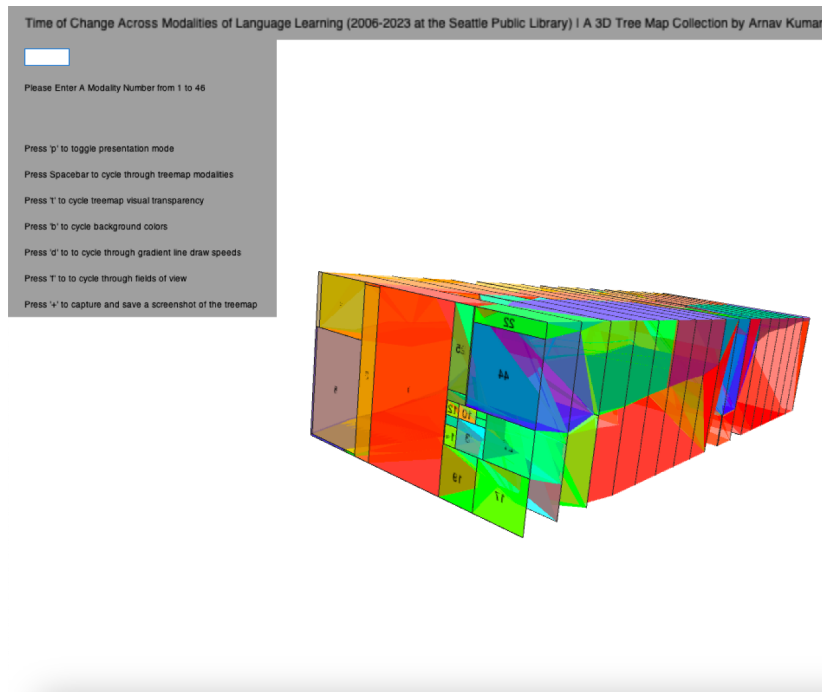 Time of Change Across Modalities of Language Learning (2006-2023 at the Seattle Public Library) I A 3D Tree Map Collection by Arnav Kumar
Please Enter A Modality Number from 1 to 46
Press 'p' to toggle presentation mode
Press Spacebar to cycle through treemap modalities
Press 't' to cycle treemap visual transparency
Press 'b' to cycle background colors
Press 'd' to to cycle through gradient line draw speeds
Press 'f' to to cycle through fields of view
Press '+' to capture and save a screenshot of the treemap
22
25
44
10
12
3
19
17